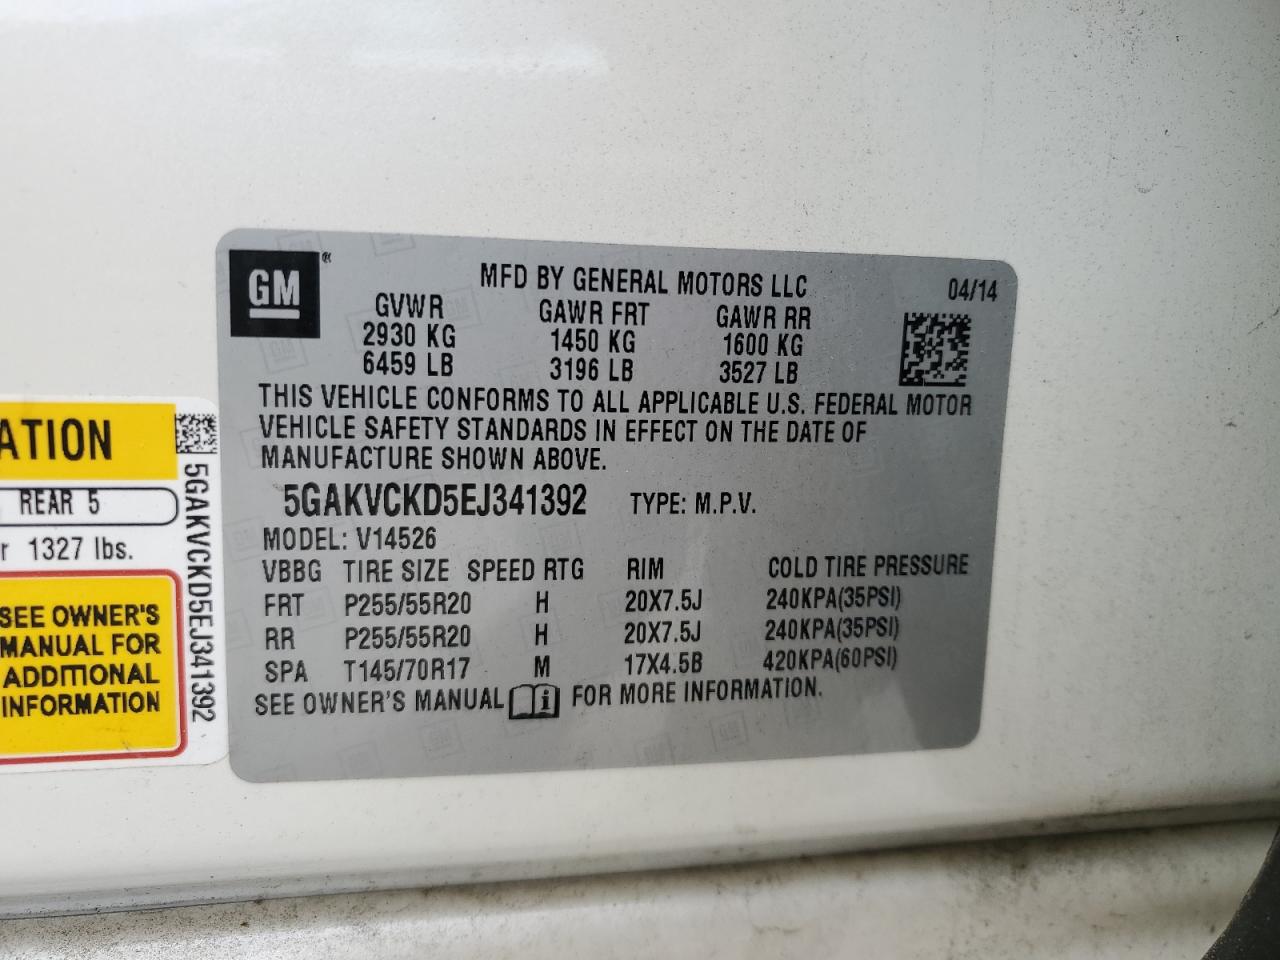 GM®
MFD BY GENERAL MOTORS LLC 04/14
GVWR GAWR FRT GAWR RR
2930 KG 1450 KG 1600 KG
6459 LB 3196 LB 3527 LB
THIS VEHICLE CONFORMS TO ALL APPLICABLE U.S. FEDERAL MOTOR
VEHICLE SAFETY STANDARDS IN EFFECT ON THE DATE OF
MANUFACTURE SHOWN ABOVE.
5GAKVCKD5EJ341392 TYPE: M.P.V.
MODEL: V14526
VBBG TIRE SIZE SPEED RTG RIM COLD TIRE PRESSURE
FRT P255/55R20 H 20X7.5J 240KPA(35PSI)
RR P255/55R20 H 20X7.5J 240KPA(35PSI)
SPA T145/70R17 M 17X4.5B 420KPA(60PSI)
SEE OWNER'S MANUAL i FOR MORE INFORMATION.
ATION
REAR 5
r 1327 lbs.
SEE OWNER'S
MANUAL FOR
ADDITIONAL
INFORMATION
5GAKVCKD5EJ341392